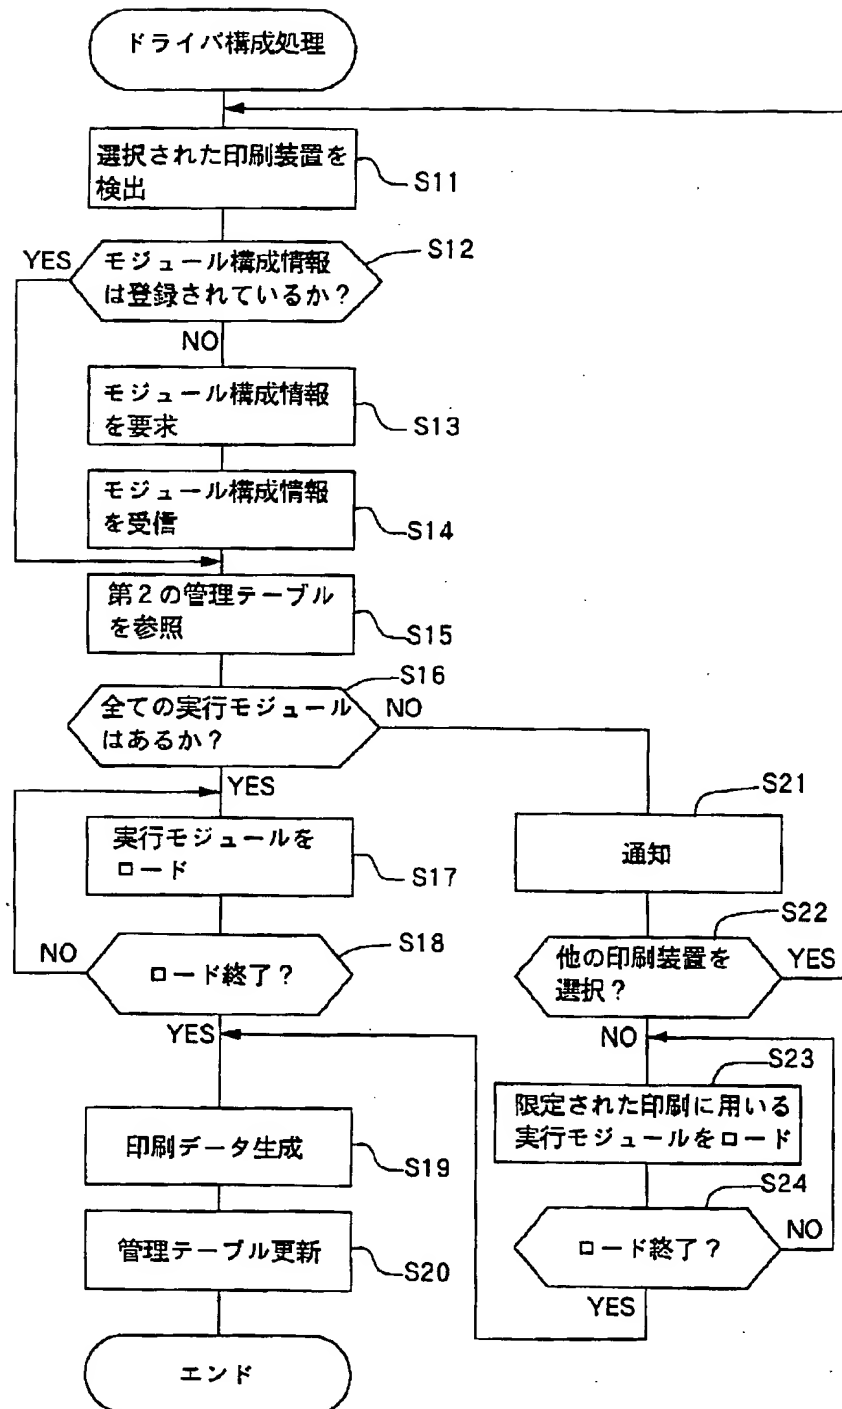 ドライバ構成処理
選択された印刷装置を
検出
S11
S12
YES
モジュール構成情報
は登録されているか?
NO
モジュール構成情報
を要求
S13
モジュール構成情報
を受信
S14
第2の管理テーブル
を参照
S15
S16
全ての実行モジュール
はあるか?
NO
YES
実行モジュールを
ロード
S17
S18
NO
ロード終了?
YES
印刷データ生成
S19
管理テーブル更新
S20
エンド
S21
通知
S22
他の印刷装置を
選択?
YES
NO
S23
限定された印刷に用いる
実行モジュールをロード
S24
ロード終了?
NO
YES